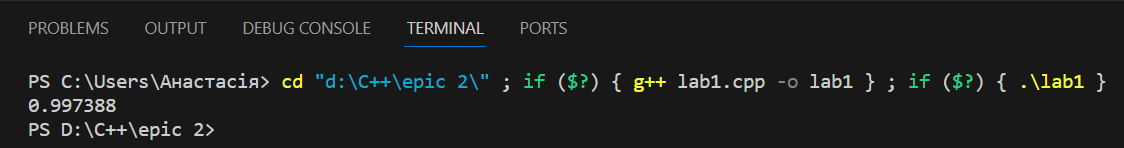 PROBLEMS OUTPUT DEBUG CONSOLE TERMINAL PORTS
PS C:\Users\Анастасія> cd "d:\C++\epic 2\" ; if ($?) { g++ lab1.cpp -o lab1 } ; if ($?) { .\lab1 }
0.997388
PS D:\C++\epic 2>